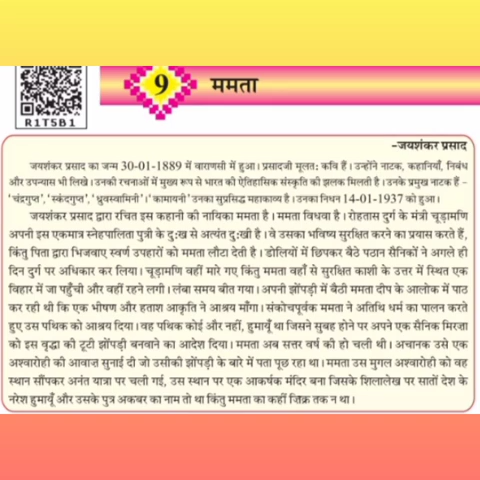 R1T5B1
9
ममता
-जयशंकर प्रसाद
जयशंकर प्रसाद का जन्म 30-01-1889 में वाराणसी में हुआ। प्रसादजी मूलत: कवि हैं। उन्होंने नाटक, कहानियाँ, निबंध
और उपन्यास भी लिखे। उनकी रचनाओं में मुख्य रूप से भारत की ऐतिहासिक संस्कृति की झलक मिलती है। उनके प्रमुख नाटक हैं -
'चंद्रगुप्त', 'स्कंदगुप्त', 'ध्रुवस्वामिनी'। 'कामायनी' उनका सुप्रसिद्ध महाकाव्य है। उनका निधन 14-01-1937 को हुआ।
जयशंकर प्रसाद द्वारा रचित इस कहानी की नायिका ममता है। ममता विधवा है। रोहतास दुर्ग के मंत्री चूड़ामणि
अपनी इस एकमात्र स्नेहपालिता पुत्री के दु:ख से अत्यंत दु:खी है। वे उसका भविष्य सुरक्षित करने का प्रयास करते हैं,
किंतु पिता द्वारा भिजवाए स्वर्ण उपहारों को ममता लौटा देती है। डोलियों में छिपकर बैठे पठान सैनिकों ने अगले ही
दिन दुर्ग पर अधिकार कर लिया। चूड़ामणि वहीं मारे गए किंतु ममता वहाँ से सुरक्षित काशी के उत्तर में स्थित एक
विहार में जा पहुँची और वहीं रहने लगी। लंबा समय बीत गया। अपनी झोंपड़ी में बैठी ममता दीप के आलोक में पाठ
कर रही थी कि एक भीषण और हताश आकृति ने आश्रय माँगा। संकोचपूर्वक ममता ने अतिथि धर्म का पालन करते
हुए उस पथिक को आश्रय दिया। वह पथिक कोई और नहीं, हुमायूँ था जिसने सुबह होने पर अपने एक सैनिक मिरजा
को इस वृद्धा की टूटी झोंपड़ी बनवाने का आदेश दिया। ममता अब सत्तर वर्ष की हो चली थी। अचानक उसे एक
अश्वारोही की आवाज़ सुनाई दी जो उसीकी झोंपड़ी के बारे में पता पूछ रहा था। ममता उस मुगल अश्वारोही को वह
स्थान सौंपकर अनंत यात्रा पर चली गई, उस स्थान पर एक आकर्षक मंदिर बना जिसके शिलालेख पर सातों देश के
नरेश हुमायूँ और उसके पुत्र अकबर का नाम तो था किंतु ममता का कहीं ज़िक्र तक न था।